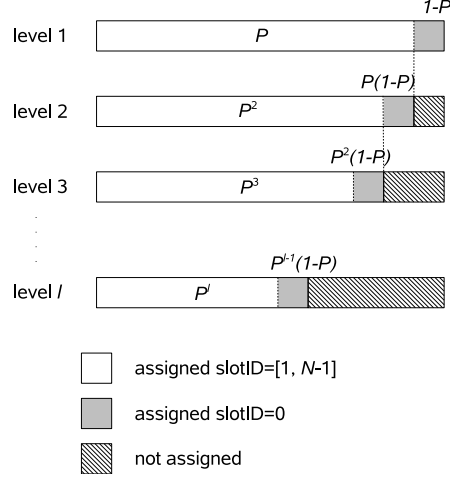 1-P
level 1
P
P(1-P)
level 2
P²
P²(1-P)
level 3
P³
Pˡ⁻¹(1-P)
level l
Pˡ
assigned slotID=[1, N-1]
assigned slotID=0
not assigned